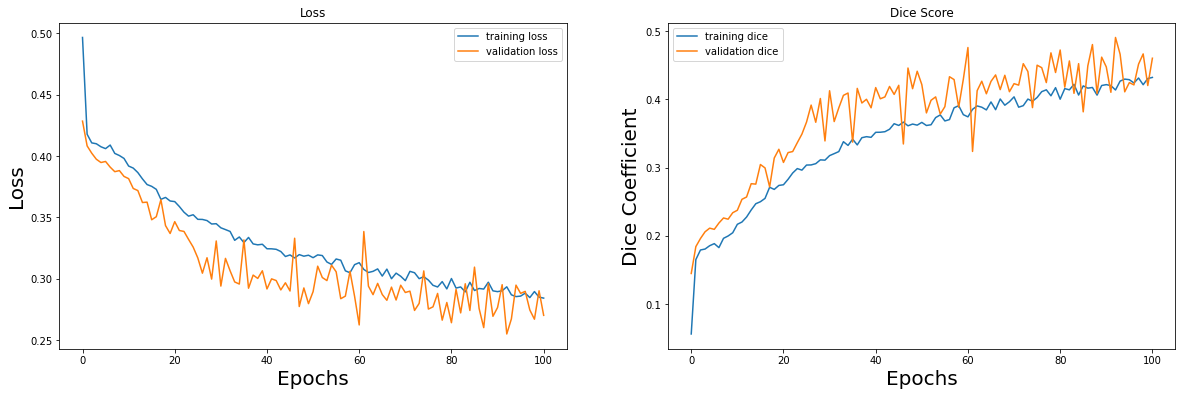 Loss
training loss
validation loss
0.50
0.45
0.40
0.35
0.30
0.25
Loss
0
20
40
60
80
100
Epochs
Dice Score
training dice
validation dice
0.5
0.4
0.3
0.2
0.1
Dice Coefficient
0
20
40
60
80
100
Epochs